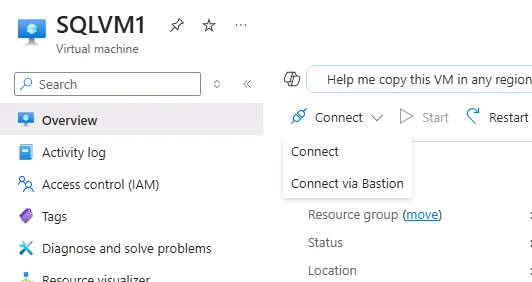 SQLVM1
Virtual machine
Search
Overview
Activity log
Access control (IAM)
Tags
Diagnose and solve problems
Resource visualizer
Help me copy this VM in any region
Connect
Start
Restart
Connect
Connect via Bastion
Resource group (move)
Status
Location